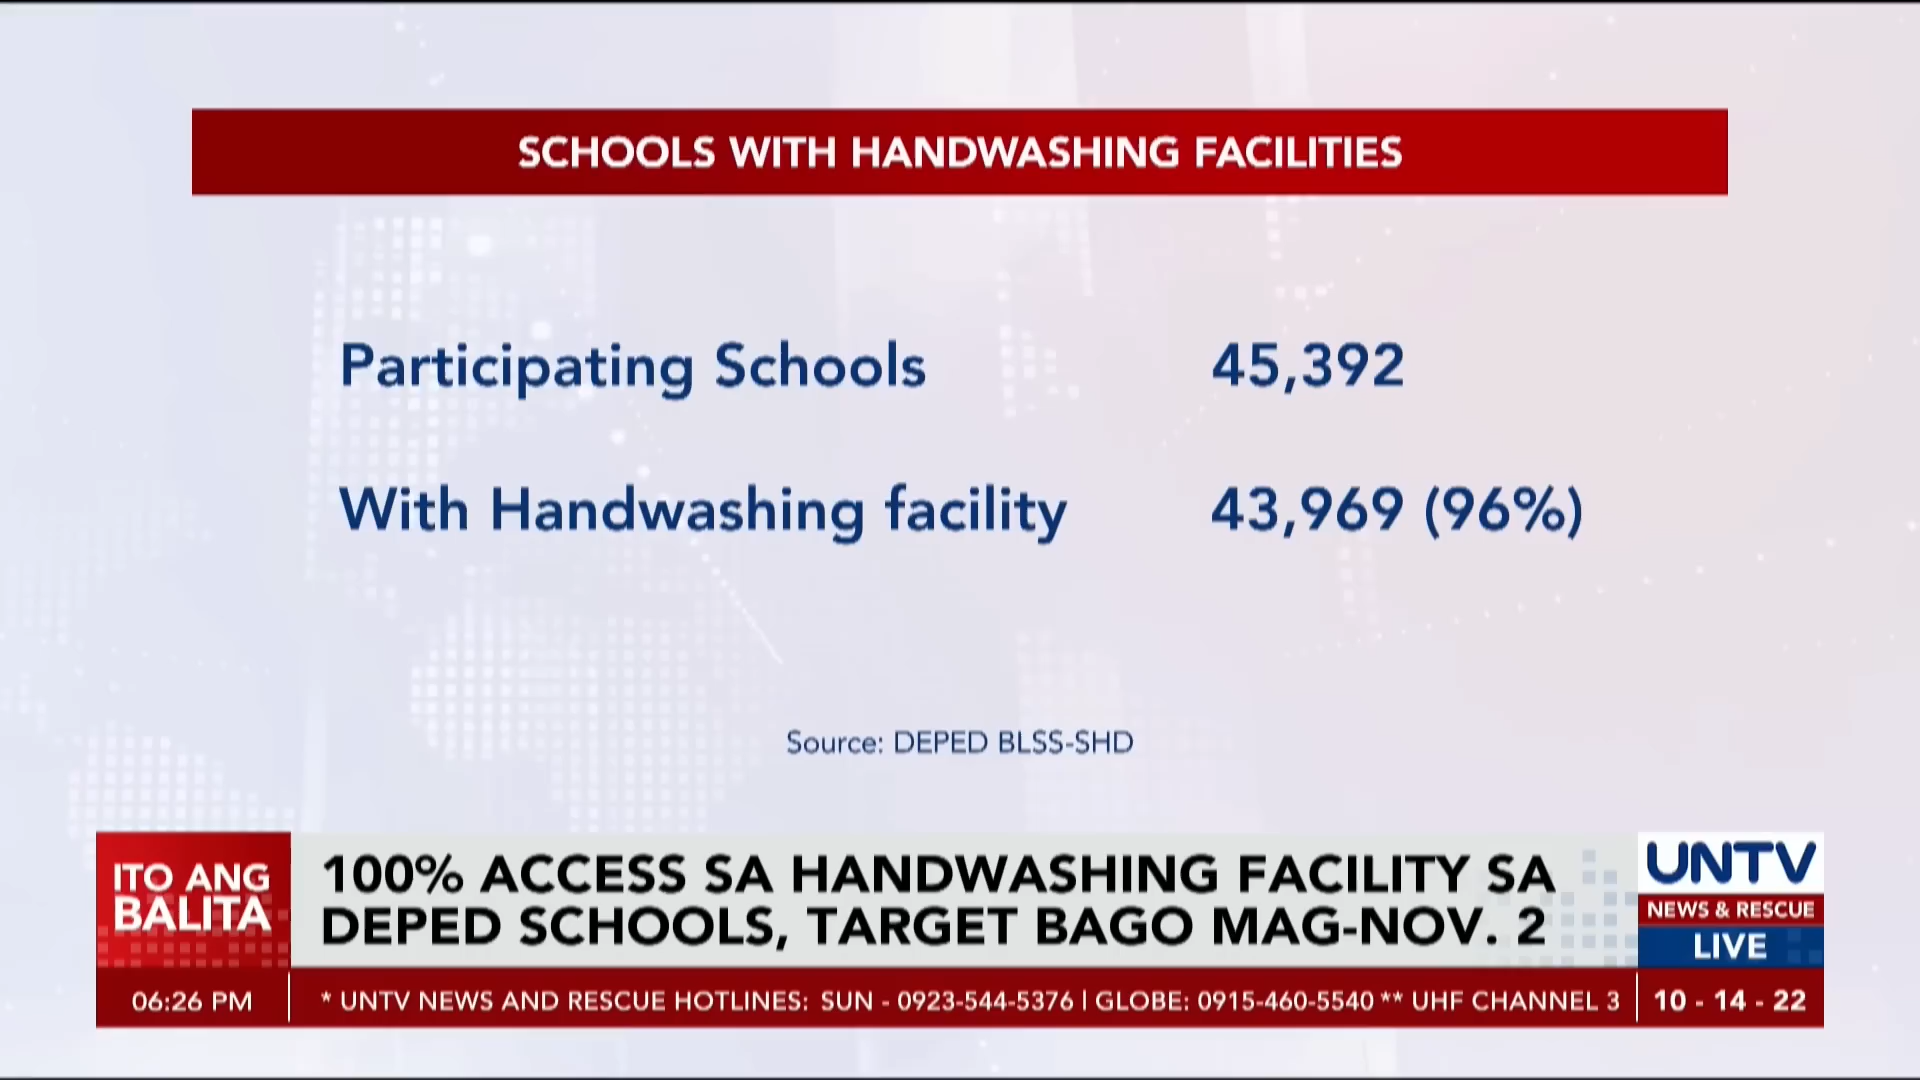 SCHOOLS WITH HANDWASHING FACILITIES
Participating Schools 45,392
With Handwashing facility 43,969 (96%)
Source: DEPED BLSS-SHD
ITO ANG
BALITA
100% ACCESS SA HANDWASHING FACILITY SA
DEPED SCHOOLS, TARGET BAGO MAG-NOV. 2
UNTV
NEWS & RESCUE
LIVE
06:26 PM
* UNTV NEWS AND RESCUE HOTLINES: SUN - 0923-544-5376 | GLOBE: 0915-460-5540 ** UHF CHANNEL 3
10 - 14 - 22